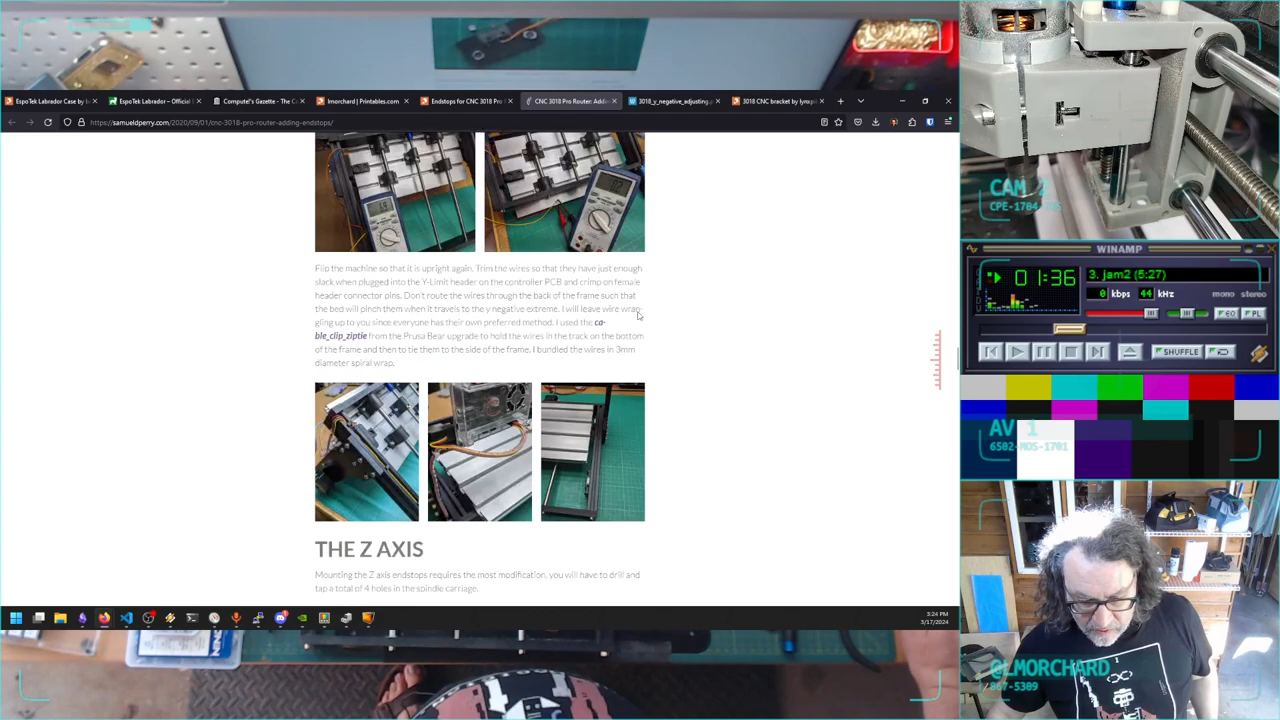 EspoTek Labrador Case by
EspoTek Labrador – Official
Compute!'s Gazette - The C
lmorchard | Printables.com
Endstops for CNC 3018 Pro
CNC 3018 Pro Router: Add
3018_y_negative_adjusting
3018 CNC bracket by
https://samueldperry.com/2020/09/01/cnc-3018-pro-router-adding-endstops/
Flip the machine so that it is upright again. Trim the wires so that they have just enough
slack when plugged into the Y-Limit header on the controller PCB and crimp on female
header connector pins. Don't route the wires through the back of the frame such that
the bed will pinch them when it travels to the y negative extreme. I will leave wire wran-
gling up to you since everyone has their own preferred method. I used the ca-
ble_clip_ziptie from the Prusa Bear upgrade to hold the wires in the track on the bottom
of the frame and then to tie them to the side of the frame. I bundled the wires in 3mm
diameter spiral wrap.
THE Z AXIS
Mounting the Z axis endstops requires the most modification, you will have to drill and
tap a total of 4 holes in the spindle carriage.
3:24 PM
3/17/2024
CAM 2
WINAMP
01:36
3. jam2 (5:27)
0 kbps 44 kHz mono stereo
EQ PL
SHUFFLE
AV 1
6502-MOS-1701
@LMORCHARD
867-5309